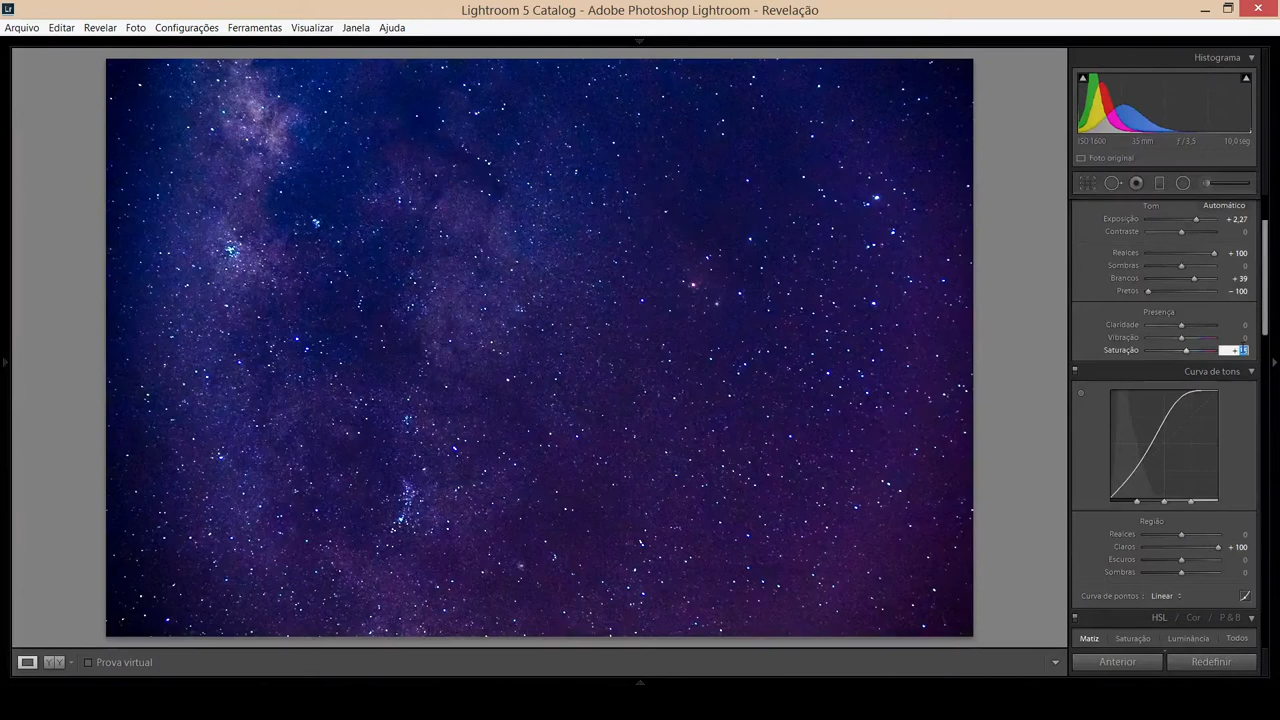 Lr
Lightroom 5 Catalog - Adobe Photoshop Lightroom - Revelação
Arquivo Editar Revelar Foto Configurações Ferramentas Visualizar Janela Ajuda
Histograma
ISO 1600 35 mm ƒ / 3,5 10,0 seg
Foto original
Tom Automático
Exposição + 2,27
Contraste 0
Realces + 100
Sombras 0
Brancos + 39
Pretos − 100
Presença
Claridade 0
Vibração 0
Saturação +
Curva de tons
Região
Realces 0
Claros + 100
Escuros 0
Sombras 0
Curva de pontos : Linear
HSL / Cor / P & B
Matiz Saturação Luminância Todos
Prova virtual
Anterior Redefinir